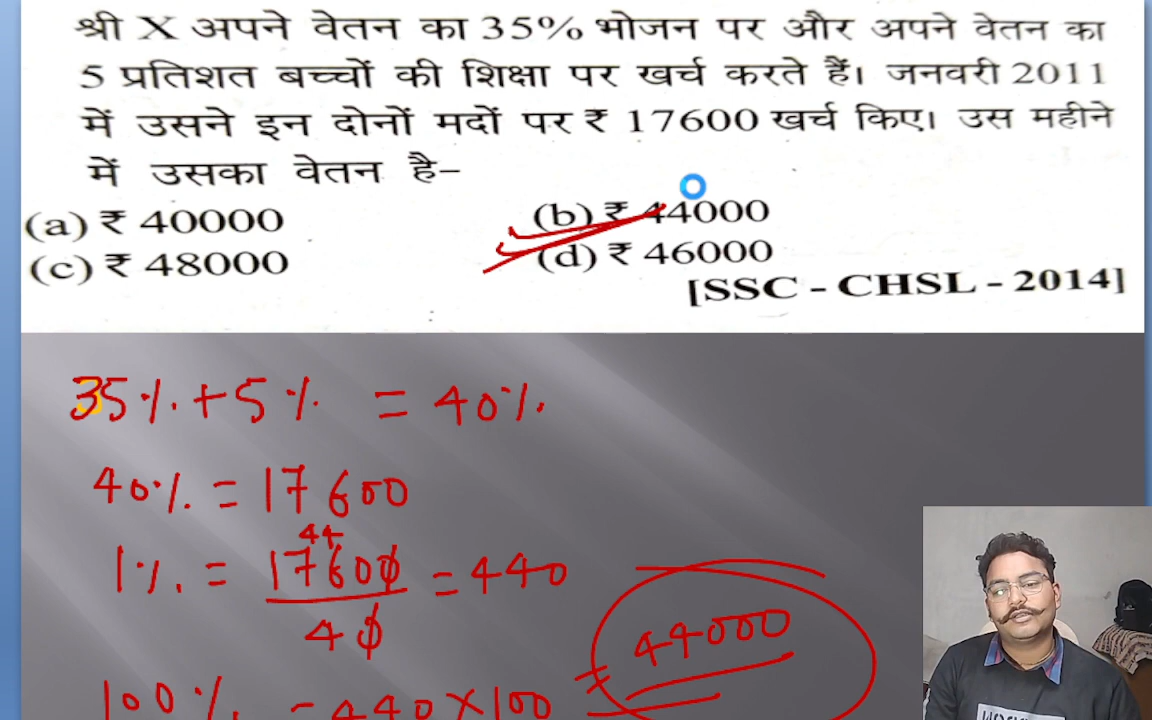 श्री X अपने वेतन का 35% भोजन पर और अपने वेतन का
5 प्रतिशत बच्चों की शिक्षा पर खर्च करते हैं। जनवरी 2011
में उसने इन दोनों मदों पर ₹ 17600 खर्च किए। उस महीने
में उसका वेतन है–
(a) ₹ 40000 (b) ₹ 44000
(c) ₹ 48000 (d) ₹ 46000
[SSC - CHSL - 2014]
35% + 5% = 40%
40% = 17600
44
1% = 17600 = 440
40
100% = 440 × 100 = 44000